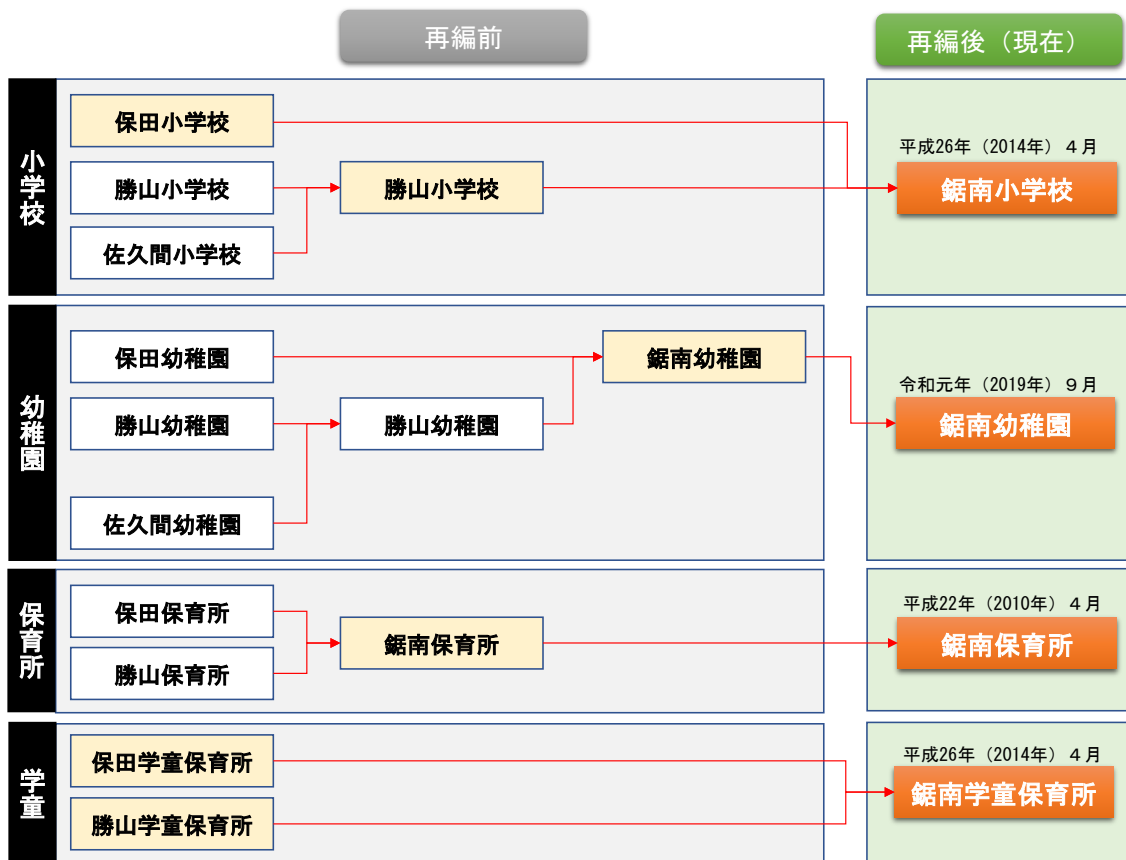 再編前
再編後（現在）
小学校
保田小学校
勝山小学校
佐久間小学校
勝山小学校
平成26年（2014年）４月
鋸南小学校
幼稚園
保田幼稚園
勝山幼稚園
佐久間幼稚園
勝山幼稚園
鋸南幼稚園
令和元年（2019年）９月
鋸南幼稚園
保育所
保田保育所
勝山保育所
鋸南保育所
平成22年（2010年）４月
鋸南保育所
学童
保田学童保育所
勝山学童保育所
平成26年（2014年）４月
鋸南学童保育所